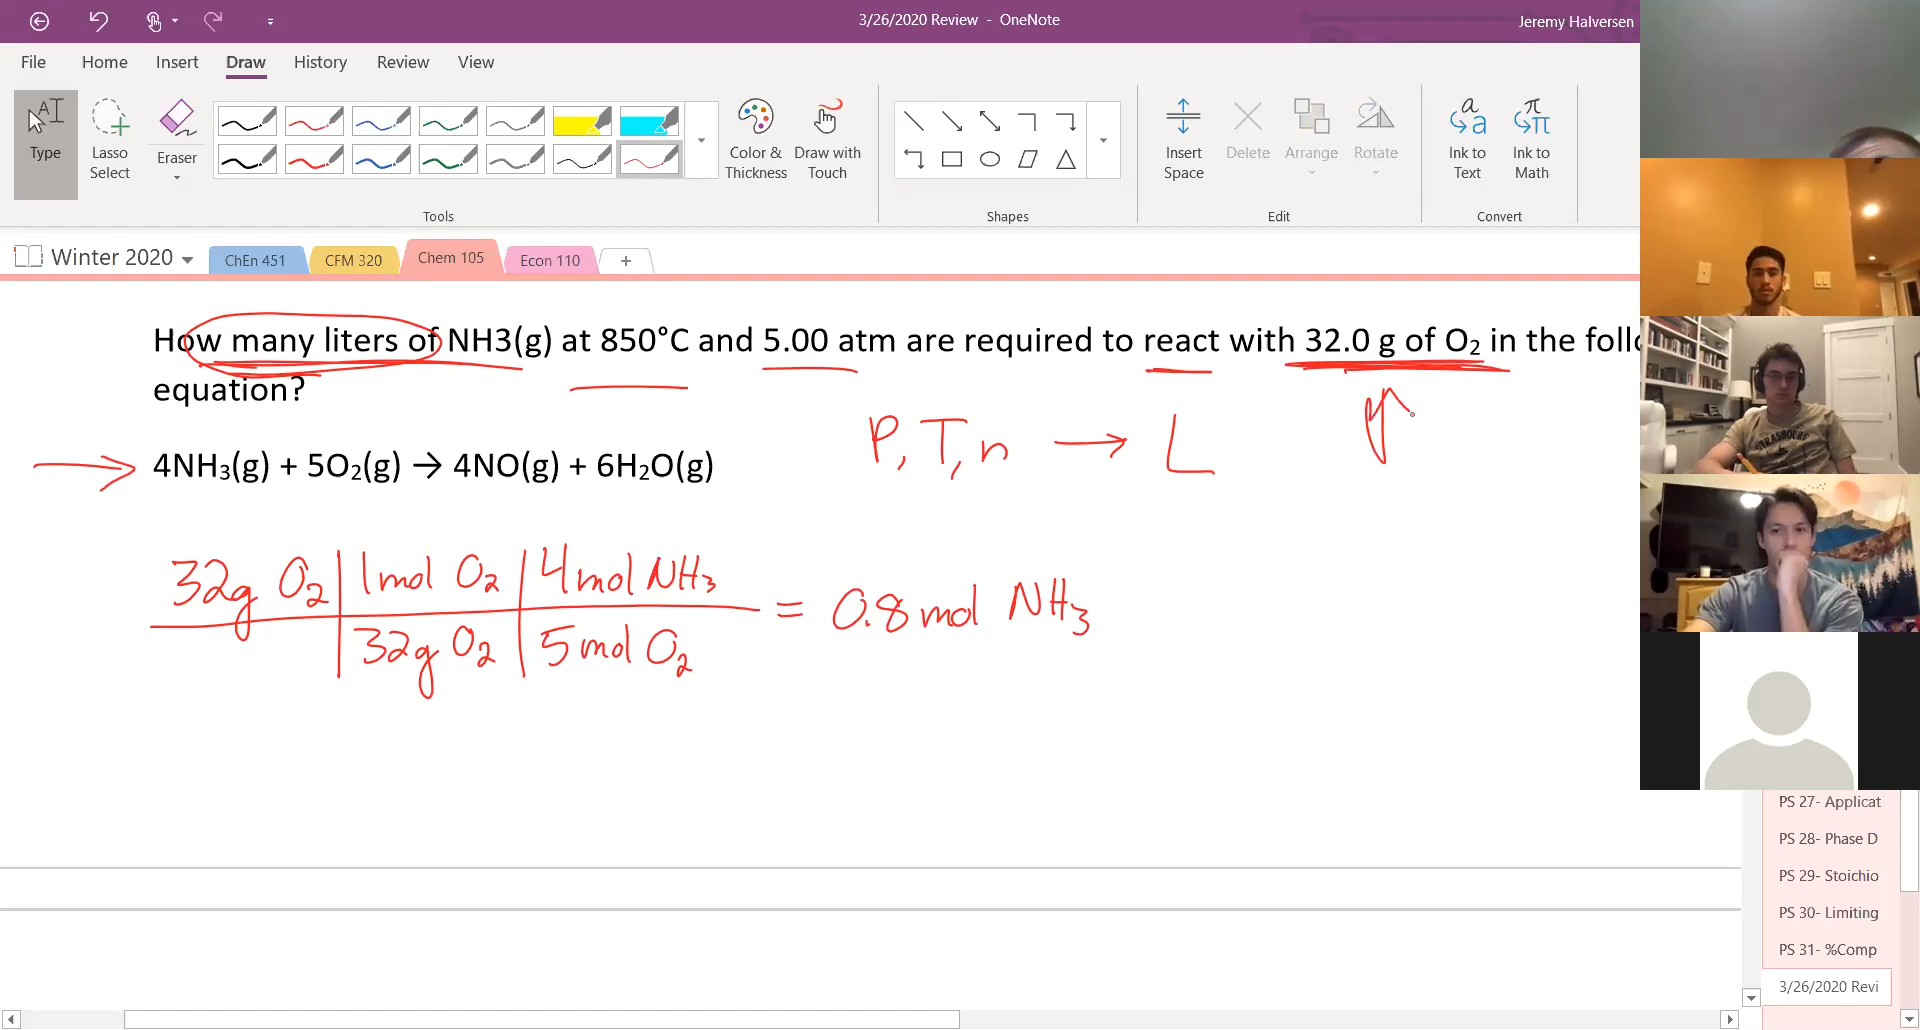 3/26/2020 Review - OneNote
Jeremy Halversen
File Home Insert Draw History Review View
Type
Lasso Select
Eraser
Color & Thickness
Draw with Touch
Insert Space
Delete
Arrange
Rotate
Ink to Text
Ink to Math
Tools
Shapes
Edit
Convert
Winter 2020
ChEn 451
CFM 320
Chem 105
Econ 110
+
How many liters of NH3(g) at 850°C and 5.00 atm are required to react with 32.0 g of O₂ in the follo
equation?
P, T, n → L
4NH₃(g) + 5O₂(g) → 4NO(g) + 6H₂O(g)
32g O₂ | 1mol O₂ | 4mol NH₃
= 0.8mol NH₃
32g O₂ | 5mol O₂
STRASBOURG
PS 27- Applicat
PS 28- Phase D
PS 29- Stoichio
PS 30- Limiting
PS 31- %Comp
3/26/2020 Revi